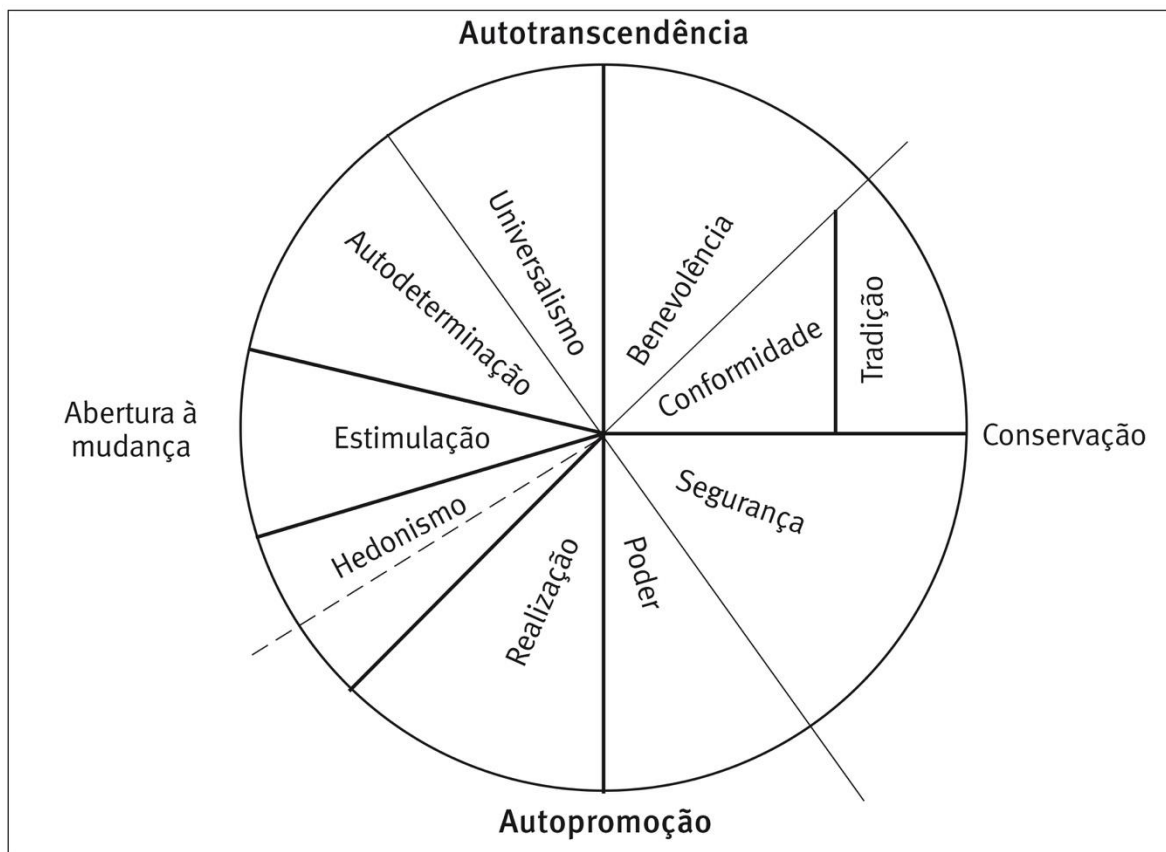 Autotranscendência
Universalismo
Benevolência
Autodeterminação
Conformidade
Tradição
Abertura à
mudança
Estimulação
Conservação
Hedonismo
Segurança
Realização
Poder
Autopromoção